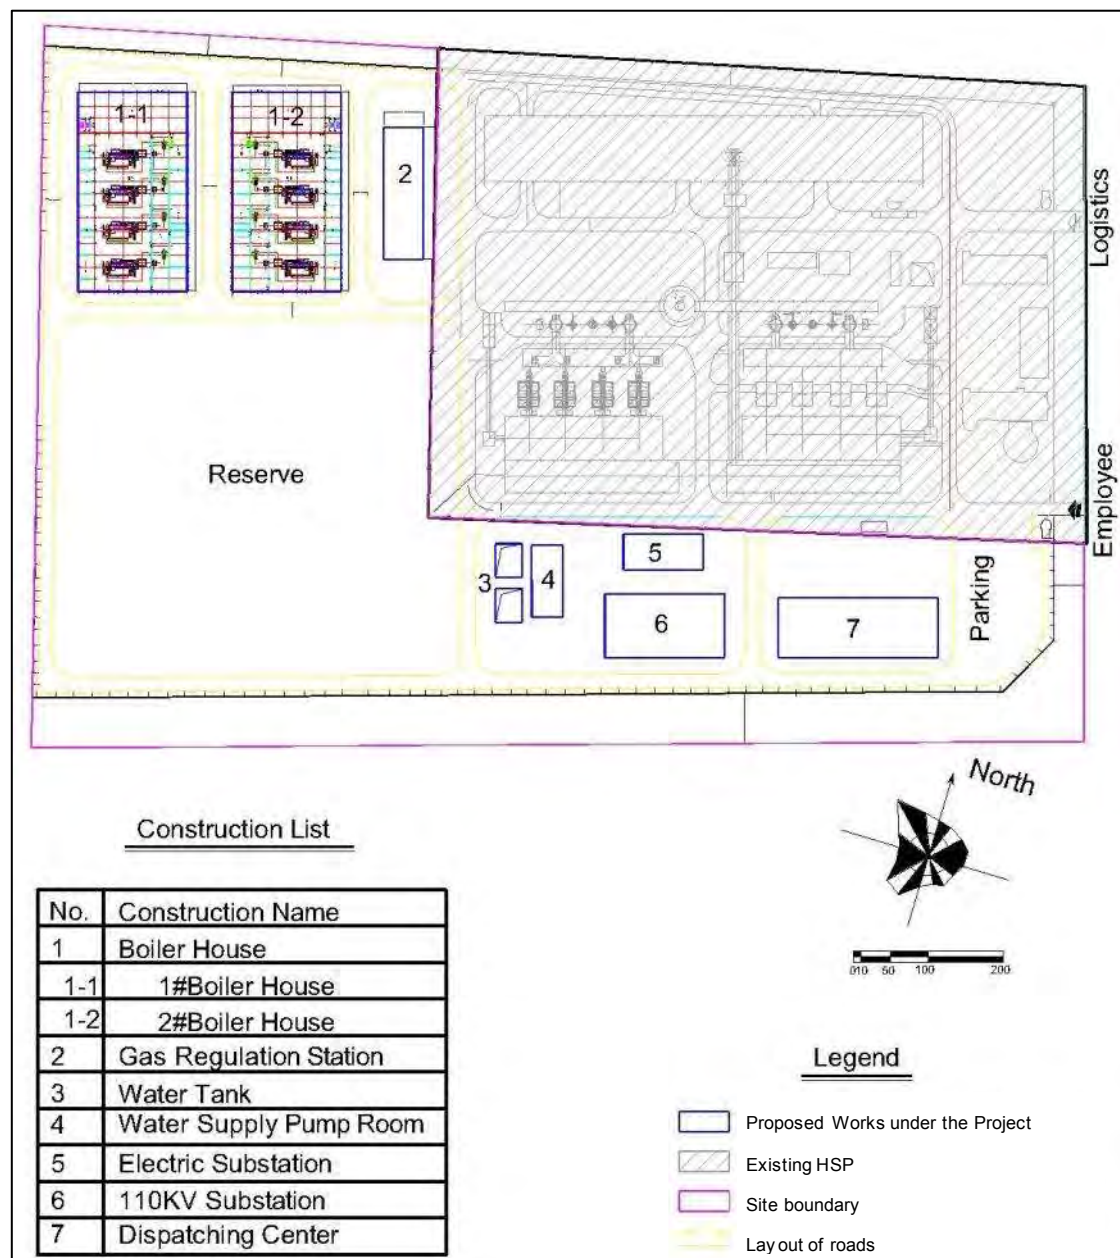 1-1
1-2
2
Logistics
Reserve
Employee
3
4
5
6
7
Parking
North
Construction List
No. Construction Name
1 Boiler House
1-1 1#Boiler House
1-2 2#Boiler House
2 Gas Regulation Station
3 Water Tank
4 Water Supply Pump Room
5 Electric Substation
6 110KV Substation
7 Dispatching Center
010 50 100 200
Legend
Proposed Works under the Project
Existing HSP
Site boundary
Lay out of roads